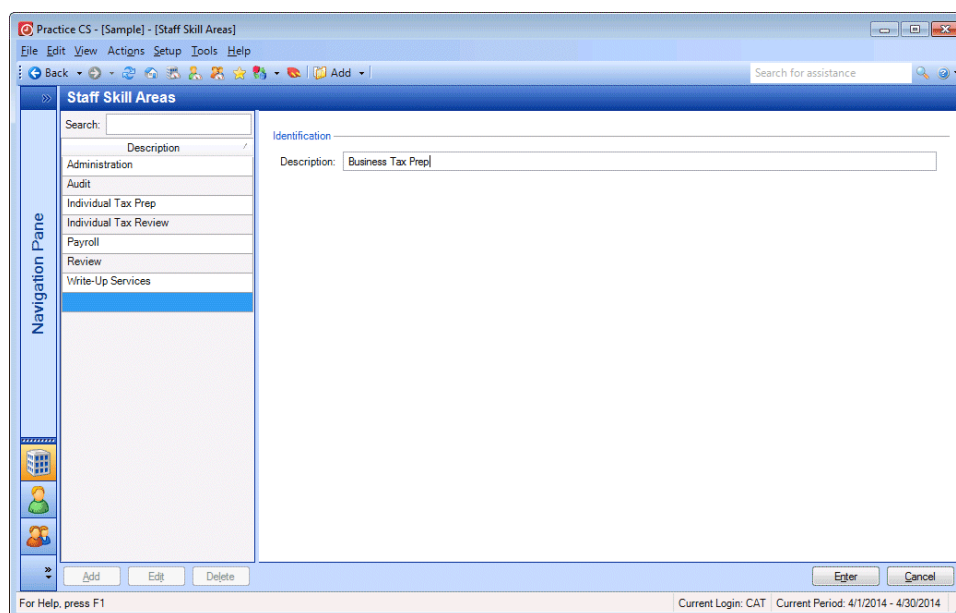 Practice CS - [Sample] - [Staff Skill Areas]
File Edit View Actions Setup Tools Help
Back Add Search for assistance
Staff Skill Areas
Search:
Description
Administration
Audit
Individual Tax Prep
Individual Tax Review
Payroll
Review
Write-Up Services
Identification
Description: Business Tax Prep
Navigation Pane
Add Edit Delete
Enter Cancel
For Help, press F1 Current Login: CAT Current Period: 4/1/2014 - 4/30/2014